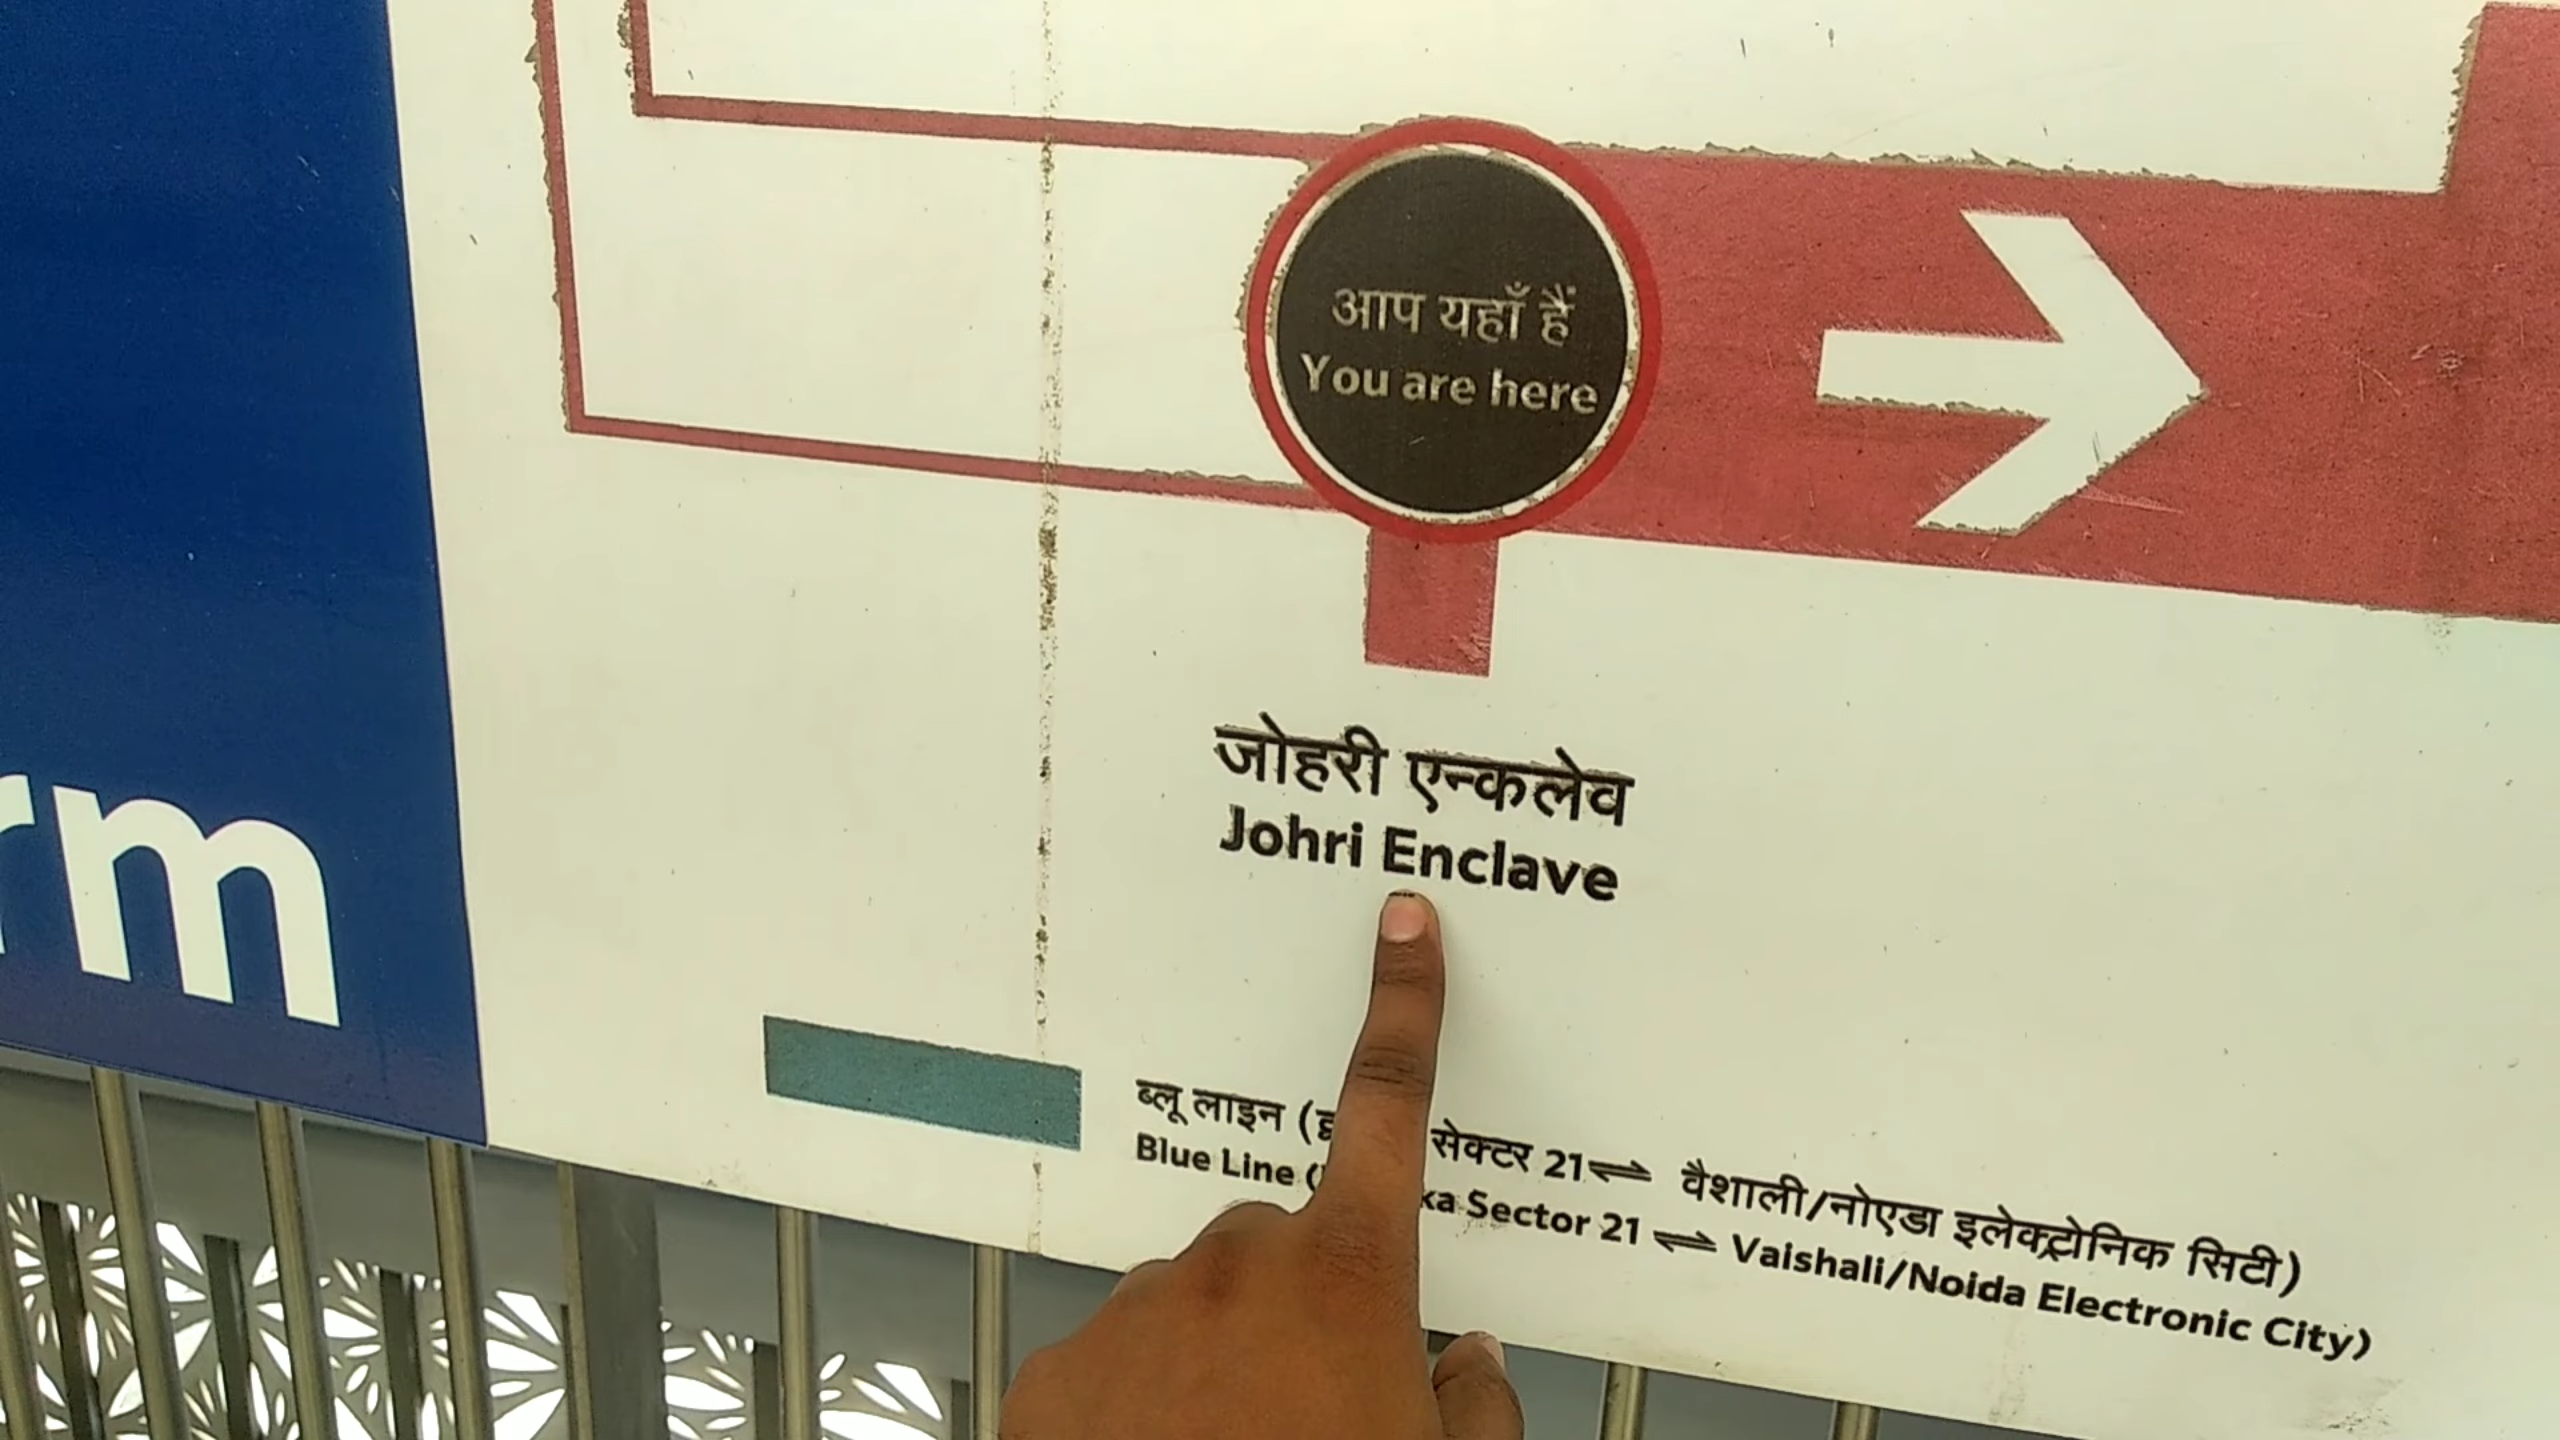 आप यहाँ हैं
You are here
जोहरी एन्कलेव
Johri Enclave
rm
ब्लू लाइन ( सेक्टर 21⇌ वैशाली/नोएडा इलेक्ट्रोनिक सिटी)
Blue Line ( ka Sector 21 ⇌ Vaishali/Noida Electronic City)